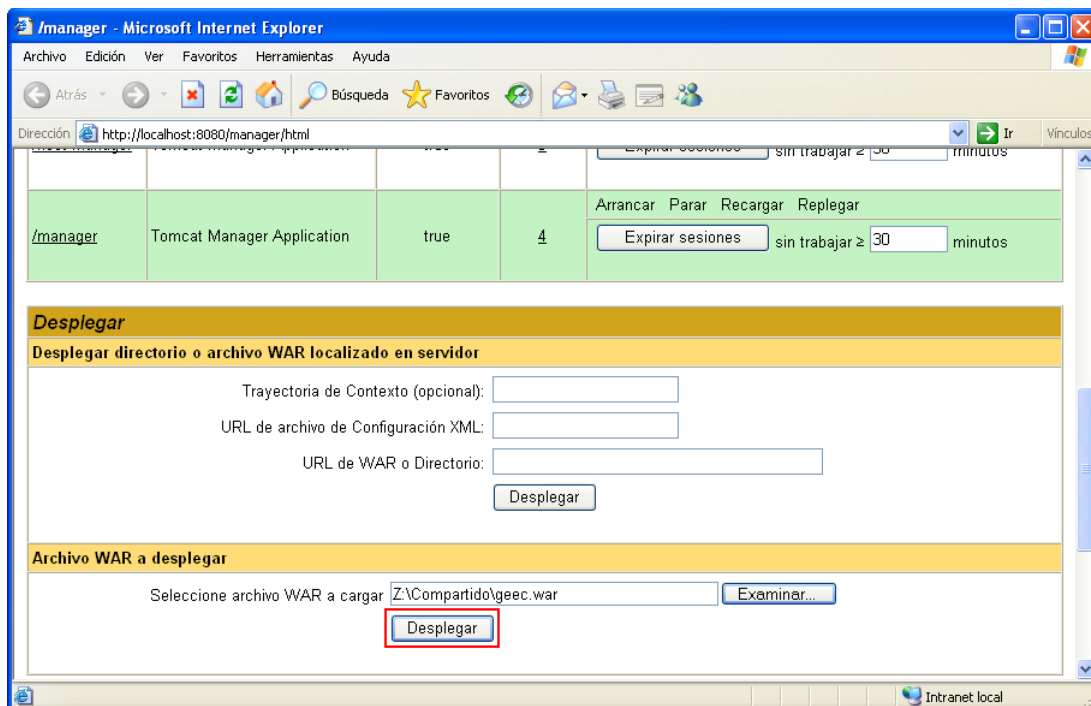 /manager - Microsoft Internet Explorer
Archivo Edición Ver Favoritos Herramientas Ayuda
Atrás Búsqueda Favoritos
Dirección http://localhost:8080/manager/html Ir Vínculos
host-manager Tomcat Manager Application true Expirar sesiones sin trabajar ≥ 30 minutos
Arrancar Parar Recargar Replegar
/manager Tomcat Manager Application true 4 Expirar sesiones sin trabajar ≥ 30 minutos
Desplegar
Desplegar directorio o archivo WAR localizado en servidor
Trayectoria de Contexto (opcional):
URL de archivo de Configuración XML:
URL de WAR o Directorio:
Desplegar
Archivo WAR a desplegar
Seleccione archivo WAR a cargar Z:\Compartido\geec.war Examinar...
Desplegar
Intranet local